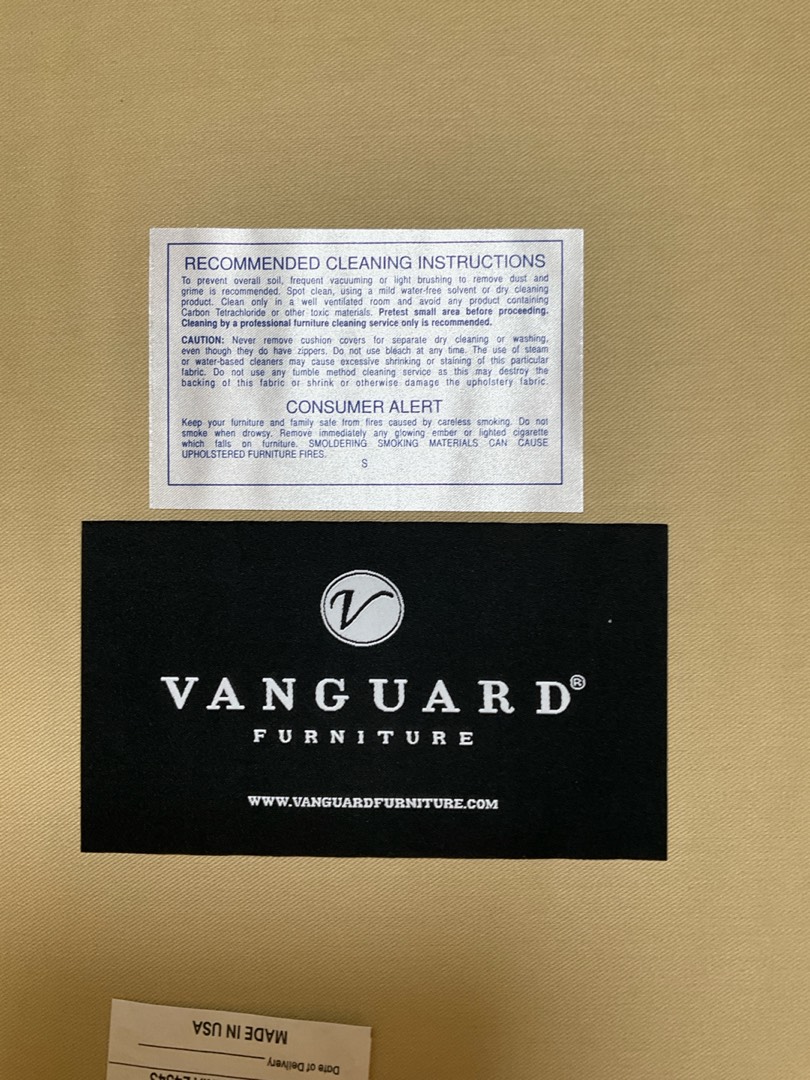 RECOMMENDED CLEANING INSTRUCTIONS
To prevent overall soil, frequent vacuuming or light brushing to remove dust and
grime is recommended. Spot clean, using a mild water-free solvent or dry cleaning
product. Clean only in a well ventilated room and avoid any product containing
Carbon Tetrachloride or other toxic materials. Pretest small area before proceeding.
Cleaning by a professional furniture cleaning service only is recommended.
CAUTION: Never remove cushion covers for separate dry cleaning or washing,
even though they do have zippers. Do not use bleach at any time. The use of steam
or water-based cleaners may cause excessive shrinking or staining of this particular
fabric. Do not use any tumble method cleaning service as this may destroy the
backing of this fabric or shrink or otherwise damage the upholstery fabric.
CONSUMER ALERT
Keep your furniture and family safe from fires caused by careless smoking. Do not
smoke when drowsy. Remove immediately any glowing ember or lighted cigarette
which falls on furniture. SMOLDERING SMOKING MATERIALS CAN CAUSE
UPHOLSTERED FURNITURE FIRES.
S
V
VANGUARD®
FURNITURE
WWW.VANGUARDFURNITURE.COM
MADE IN USA
Date of Delivery